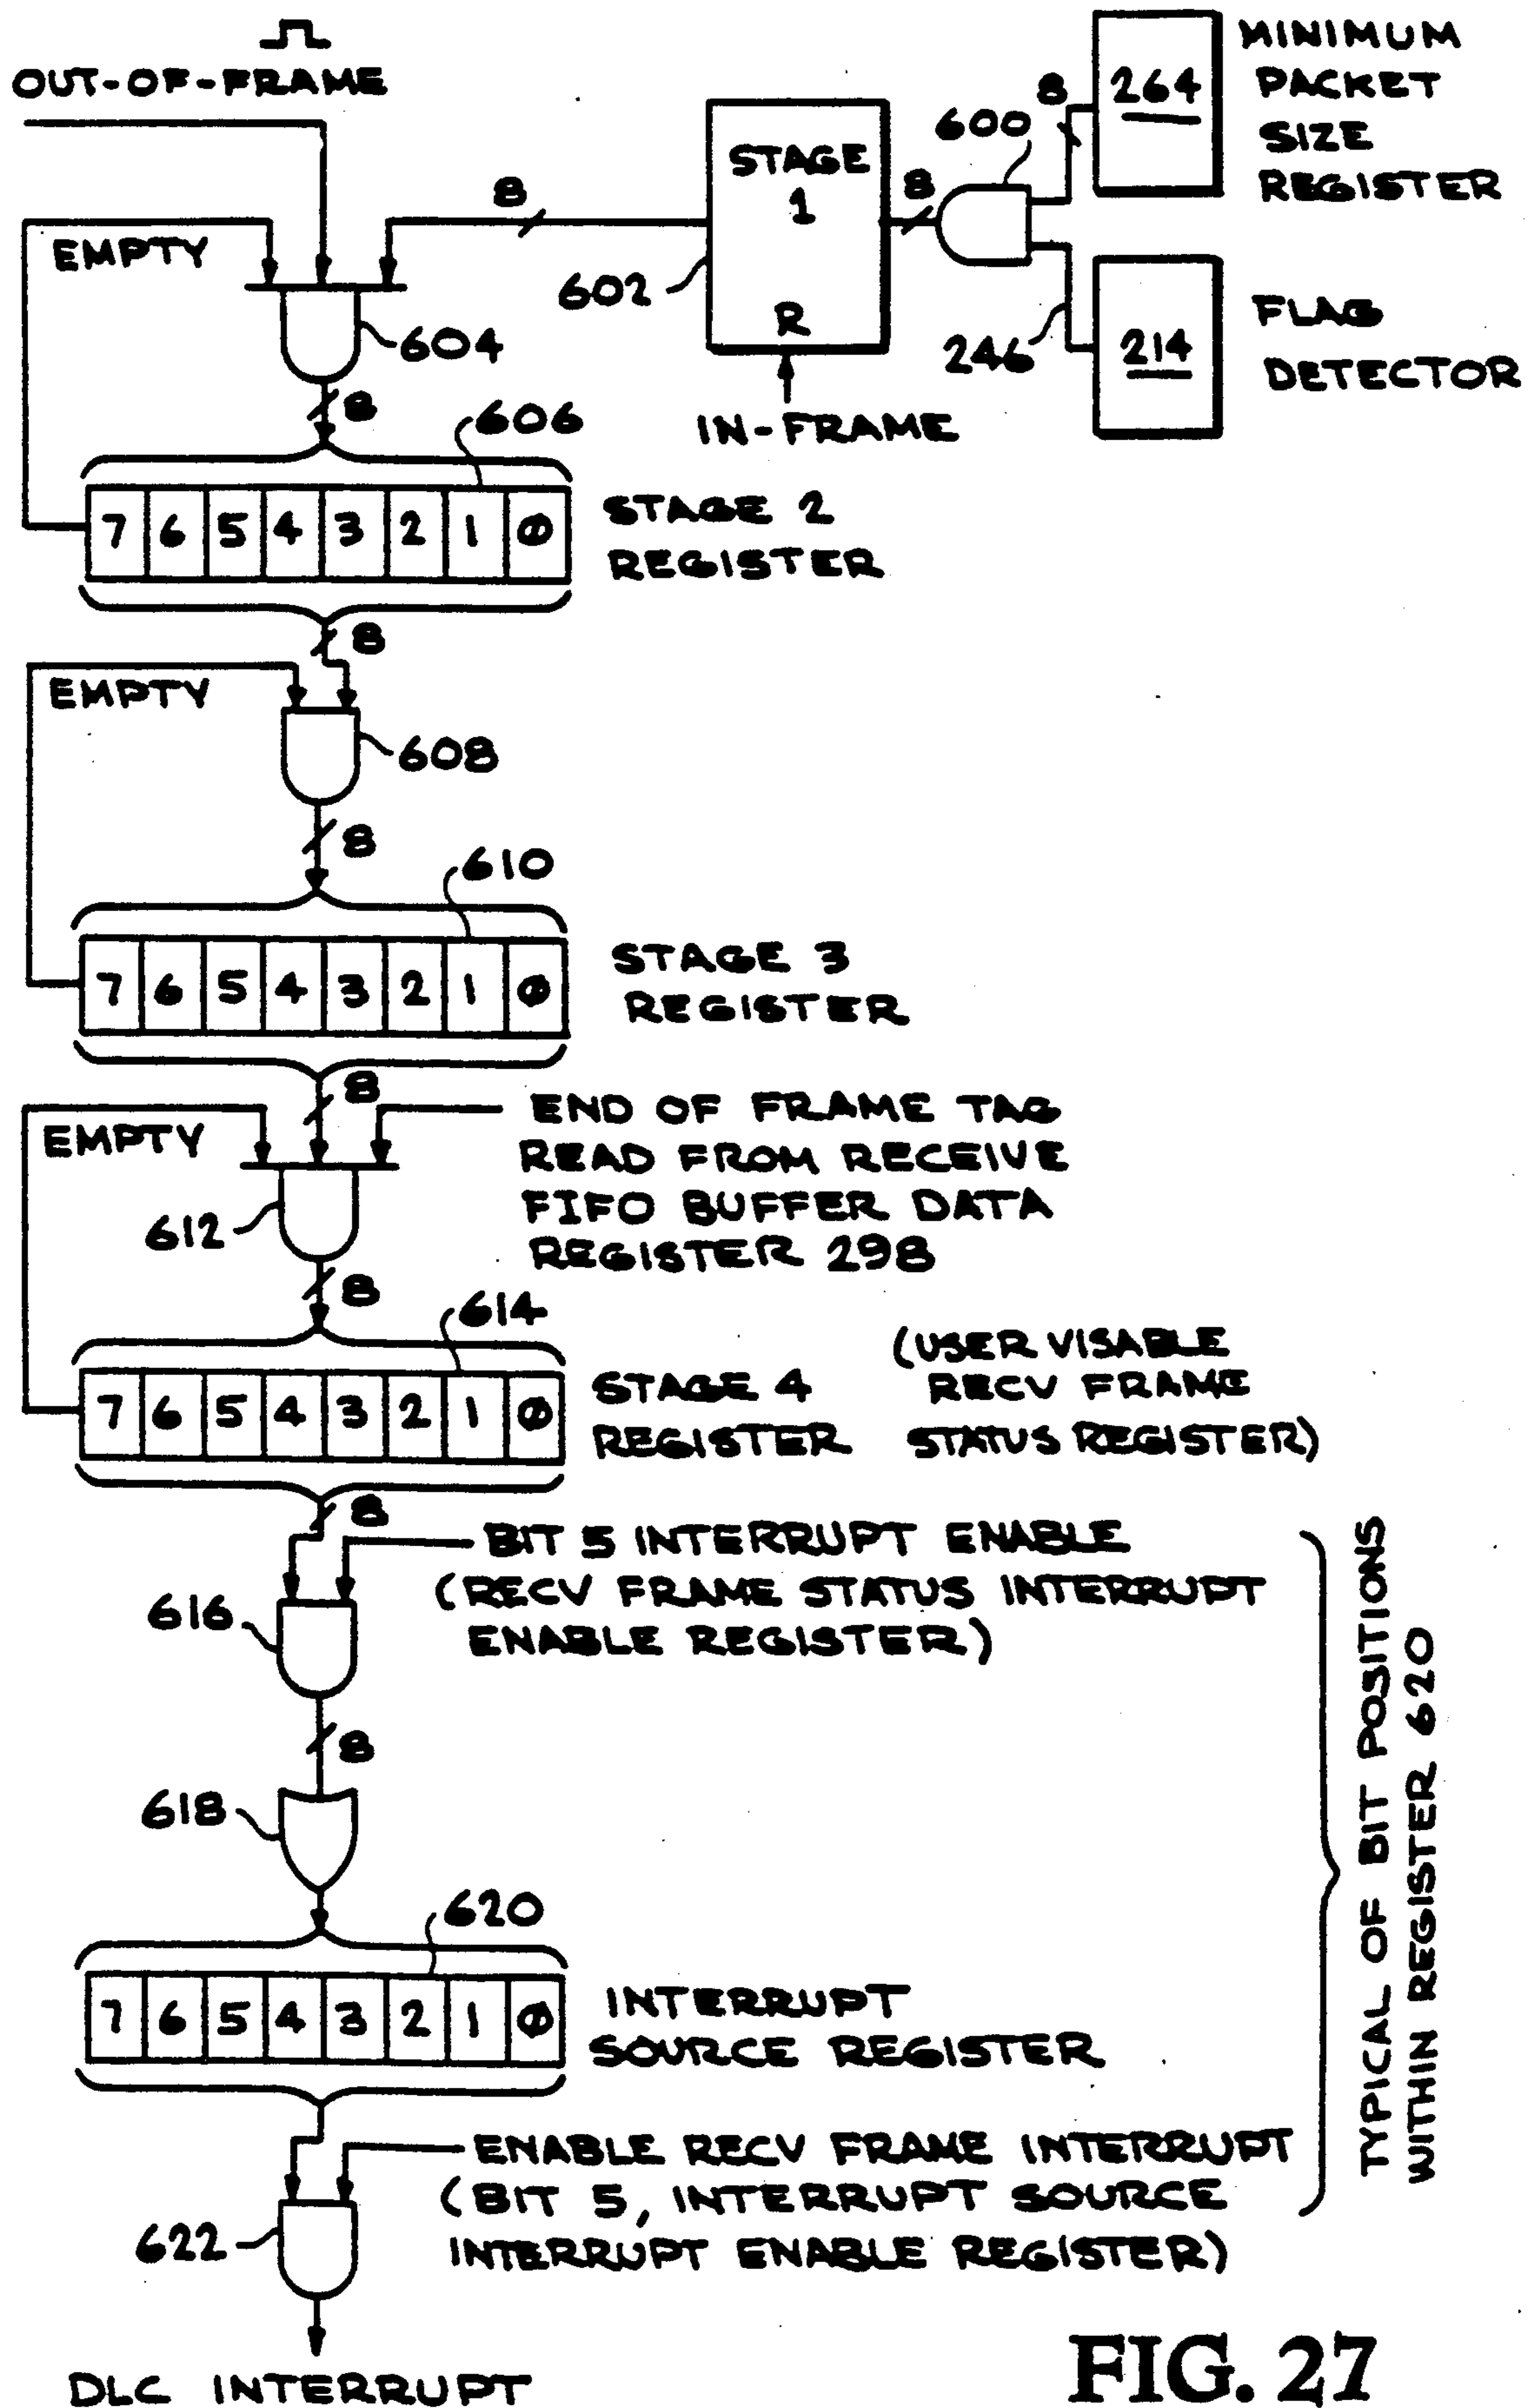 OUT-OF-FRAME
MINIMUM
PACKET
SIZE
REGISTER
264
8
600
STAGE
1
R
8
8
602
IN-FRAME
246
214
FLAG
DETECTOR
EMPTY
604
8
606
7 6 5 4 3 2 1 0
STAGE 2
REGISTER
8
EMPTY
608
8
610
7 6 5 4 3 2 1 0
STAGE 3
REGISTER
8
EMPTY
END OF FRAME TAG
READ FROM RECEIVE
FIFO BUFFER DATA
REGISTER 298
612
8
614
7 6 5 4 3 2 1 0
STAGE 4
REGISTER
(USER VISABLE
RECV FRAME
STATUS REGISTER)
8
BIT 5 INTERRUPT ENABLE
(RECV FRAME STATUS INTERRUPT
ENABLE REGISTER)
616
8
618
620
7 6 5 4 3 2 1 0
INTERRUPT
SOURCE REGISTER
ENABLE RECV FRAME INTERRUPT
(BIT 5, INTERRUPT SOURCE
INTERRUPT ENABLE REGISTER)
622
TYPICAL OF BIT POSITIONS
WITHIN REGISTER 620
DLC INTERRUPT
FIG. 27